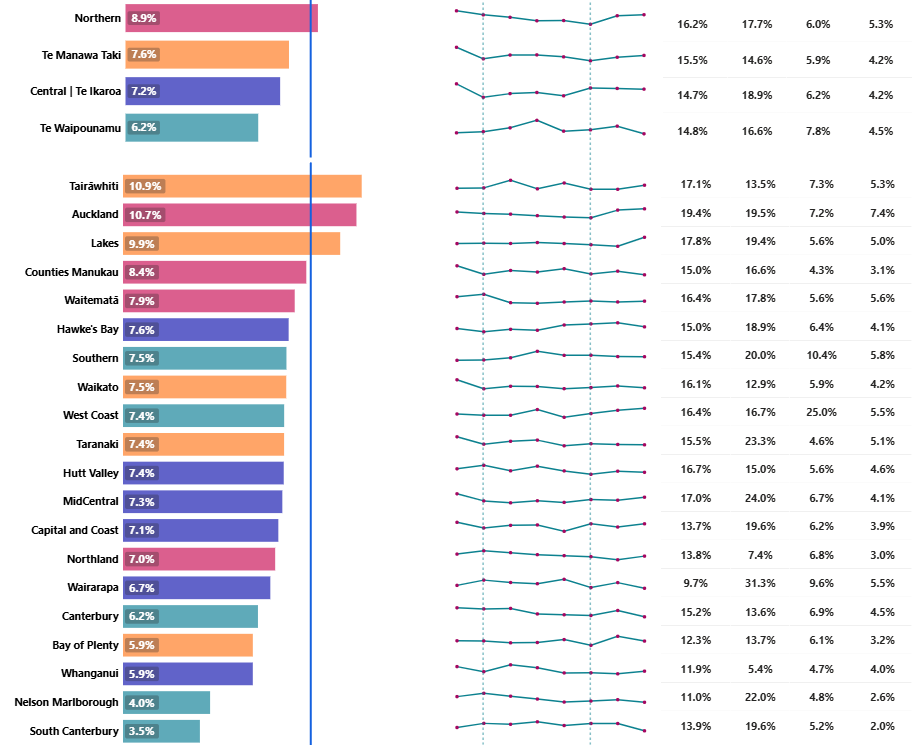 Northern 8.9% 16.2% 17.7% 6.0% 5.3%
Te Manawa Taki 7.6% 15.5% 14.6% 5.9% 4.2%
Central | Te Ikaroa 7.2% 14.7% 18.9% 6.2% 4.2%
Te Waipounamu 6.2% 14.8% 16.6% 7.8% 4.5%
Tairāwhiti 10.9% 17.1% 13.5% 7.3% 5.3%
Auckland 10.7% 19.4% 19.5% 7.2% 7.4%
Lakes 9.9% 17.8% 19.4% 5.6% 5.0%
Counties Manukau 8.4% 15.0% 16.6% 4.3% 3.1%
Waitematā 7.9% 16.4% 17.8% 5.6% 5.6%
Hawke's Bay 7.6% 15.0% 18.9% 6.4% 4.1%
Southern 7.5% 15.4% 20.0% 10.4% 5.8%
Waikato 7.5% 16.1% 12.9% 5.9% 4.2%
West Coast 7.4% 16.4% 16.7% 25.0% 5.5%
Taranaki 7.4% 15.5% 23.3% 4.6% 5.1%
Hutt Valley 7.4% 16.7% 15.0% 5.6% 4.6%
MidCentral 7.3% 17.0% 24.0% 6.7% 4.1%
Capital and Coast 7.1% 13.7% 19.6% 6.2% 3.9%
Northland 7.0% 13.8% 7.4% 6.8% 3.0%
Wairarapa 6.7% 9.7% 31.3% 9.6% 5.5%
Canterbury 6.2% 15.2% 13.6% 6.9% 4.5%
Bay of Plenty 5.9% 12.3% 13.7% 6.1% 3.2%
Whanganui 5.9% 11.9% 5.4% 4.7% 4.0%
Nelson Marlborough 4.0% 11.0% 22.0% 4.8% 2.6%
South Canterbury 3.5% 13.9% 19.6% 5.2% 2.0%